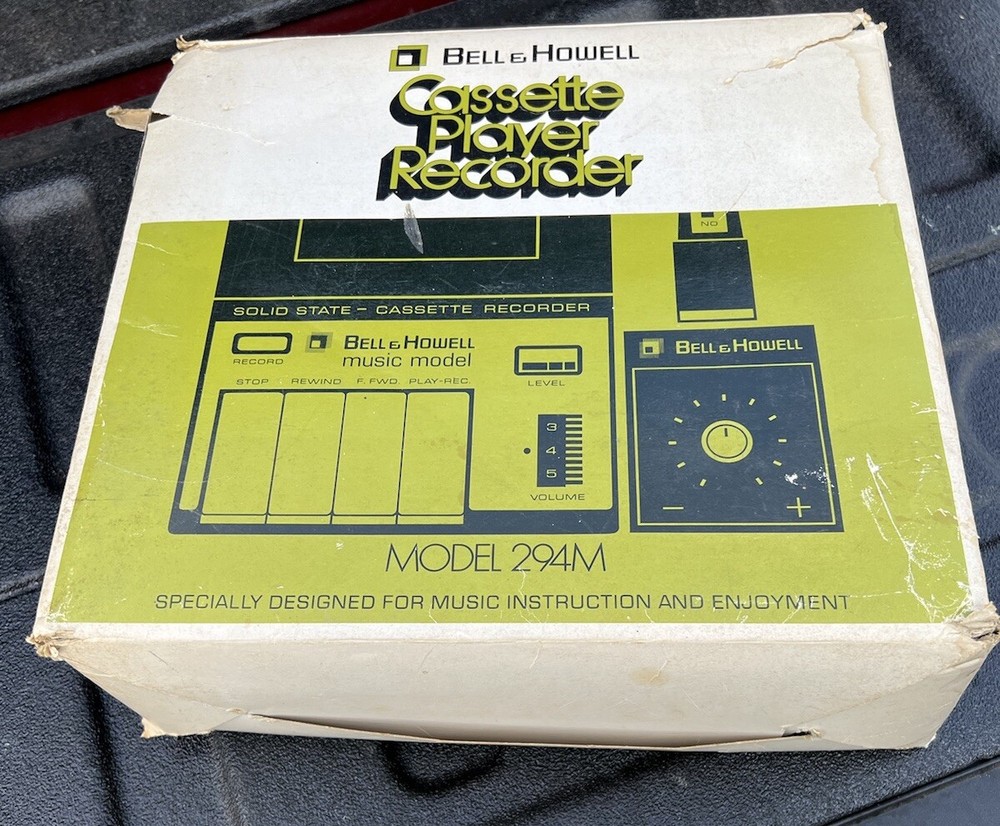 BELL & HOWELL
Cassette
Player
Recorder
NO
SOLID STATE - CASSETTE RECORDER
BELL & HOWELL
music model
RECORD
STOP REWIND F. FWD. PLAY-REC.
LEVEL
3
4
5
VOLUME
BELL & HOWELL
- +
MODEL 294M
SPECIALLY DESIGNED FOR MUSIC INSTRUCTION AND ENJOYMENT